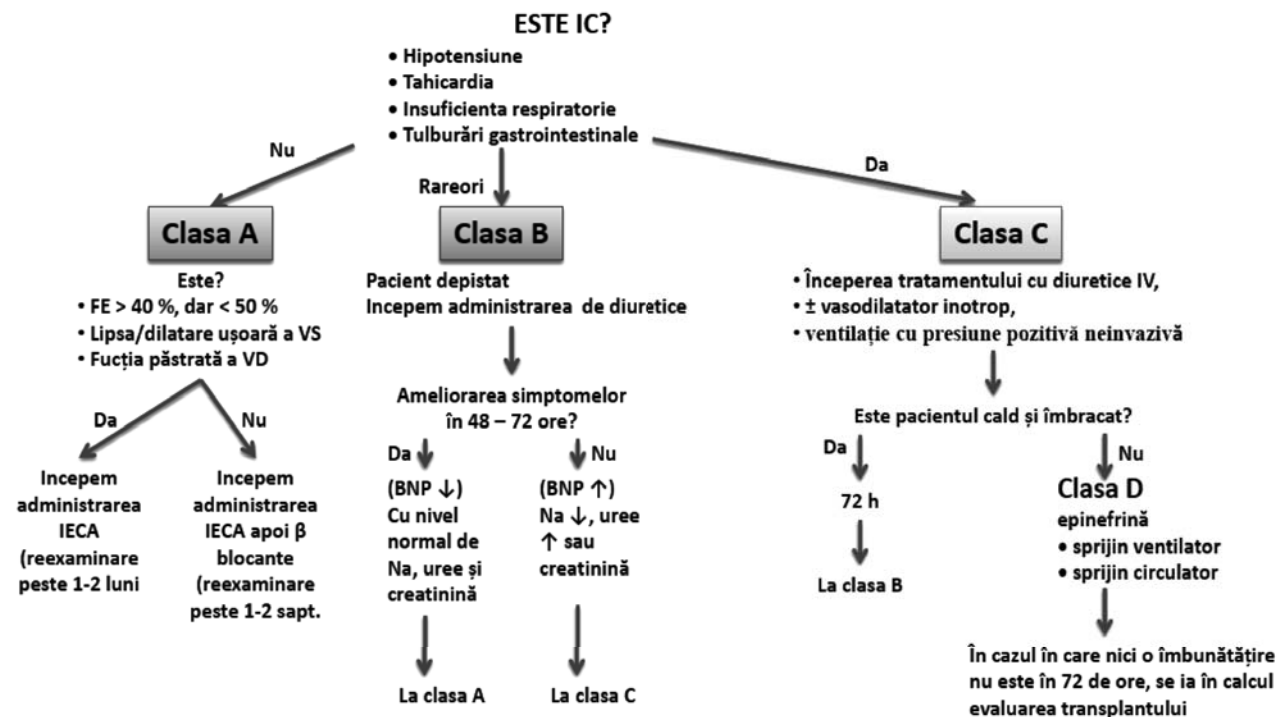 ESTE IC?
• Hipotensiune
• Tahicardia
• Insuficienta respiratorie
• Tulburări gastrointestinale
Nu
Rareori
Da
Clasa A
Este?
• FE > 40 %, dar < 50 %
• Lipsa/dilatare ușoară a VS
• Fucția păstrată a VD
Da
Nu
Incepem
administrarea
IECA
(reexaminare
peste 1-2 luni
Incepem
administrarea
IECA apoi β
blocante
(reexaminare
peste 1-2 sapt.
Clasa B
Pacient depistat
Incepem administrarea de diuretice
Ameliorarea simptomelor
în 48 – 72 ore?
Da
Nu
(BNP ↓)
Cu nivel
normal de
Na, uree și
creatinină
(BNP ↑)
Na ↓, uree
↑ sau
creatinină
La clasa A
La clasa C
Clasa C
• Începerea tratamentului cu diuretice IV,
• ± vasodilatator inotrop,
• ventilație cu presiune pozitivă neinvazivă
Este pacientul cald și îmbracat?
Da
Nu
72 h
La clasa B
Clasa D
epinefrină
• sprijin ventilator
• sprijin circulator
În cazul în care nici o îmbunătățire
nu este în 72 de ore, se ia în calcul
evaluarea transplantului